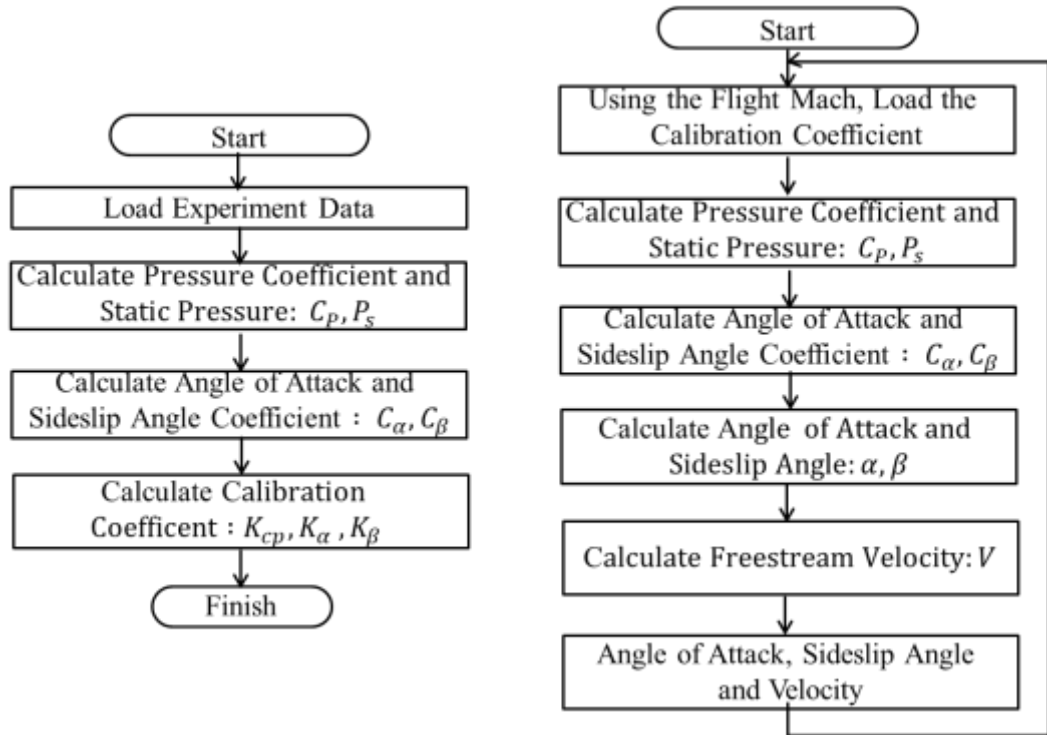 Start
Load Experiment Data
Calculate Pressure Coefficient and
Static Pressure: C_P, P_s
Calculate Angle of Attack and
Sideslip Angle Coefficient : C_α, C_β
Calculate Calibration
Coefficent : K_cp, K_α , K_β
Finish
Start
Using the Flight Mach, Load the
Calibration Coefficient
Calculate Pressure Coefficient and
Static Pressure: C_P, P_s
Calculate Angle of Attack and
Sideslip Angle Coefficient : C_α, C_β
Calculate Angle of Attack and
Sideslip Angle: α, β
Calculate Freestream Velocity: V
Angle of Attack, Sideslip Angle
and Velocity